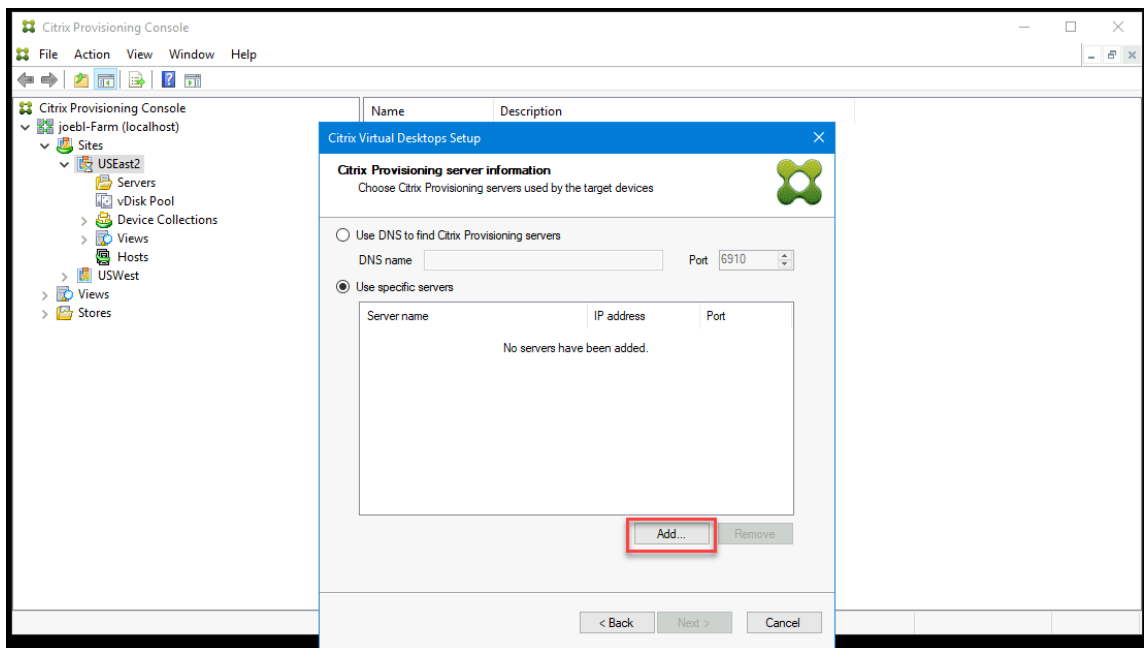 Citrix Provisioning Console
File Action View Window Help
Citrix Provisioning Console
joebl-Farm (localhost)
Sites
USEast2
Servers
vDisk Pool
Device Collections
Views
Hosts
USWest
Views
Stores
Name Description
Citrix Virtual Desktops Setup
Citrix Provisioning server information
Choose Citrix Provisioning servers used by the target devices
Use DNS to find Citrix Provisioning servers
DNS name Port 6910
Use specific servers
Server name IP address Port
No servers have been added.
Add... Remove
< Back Next > Cancel